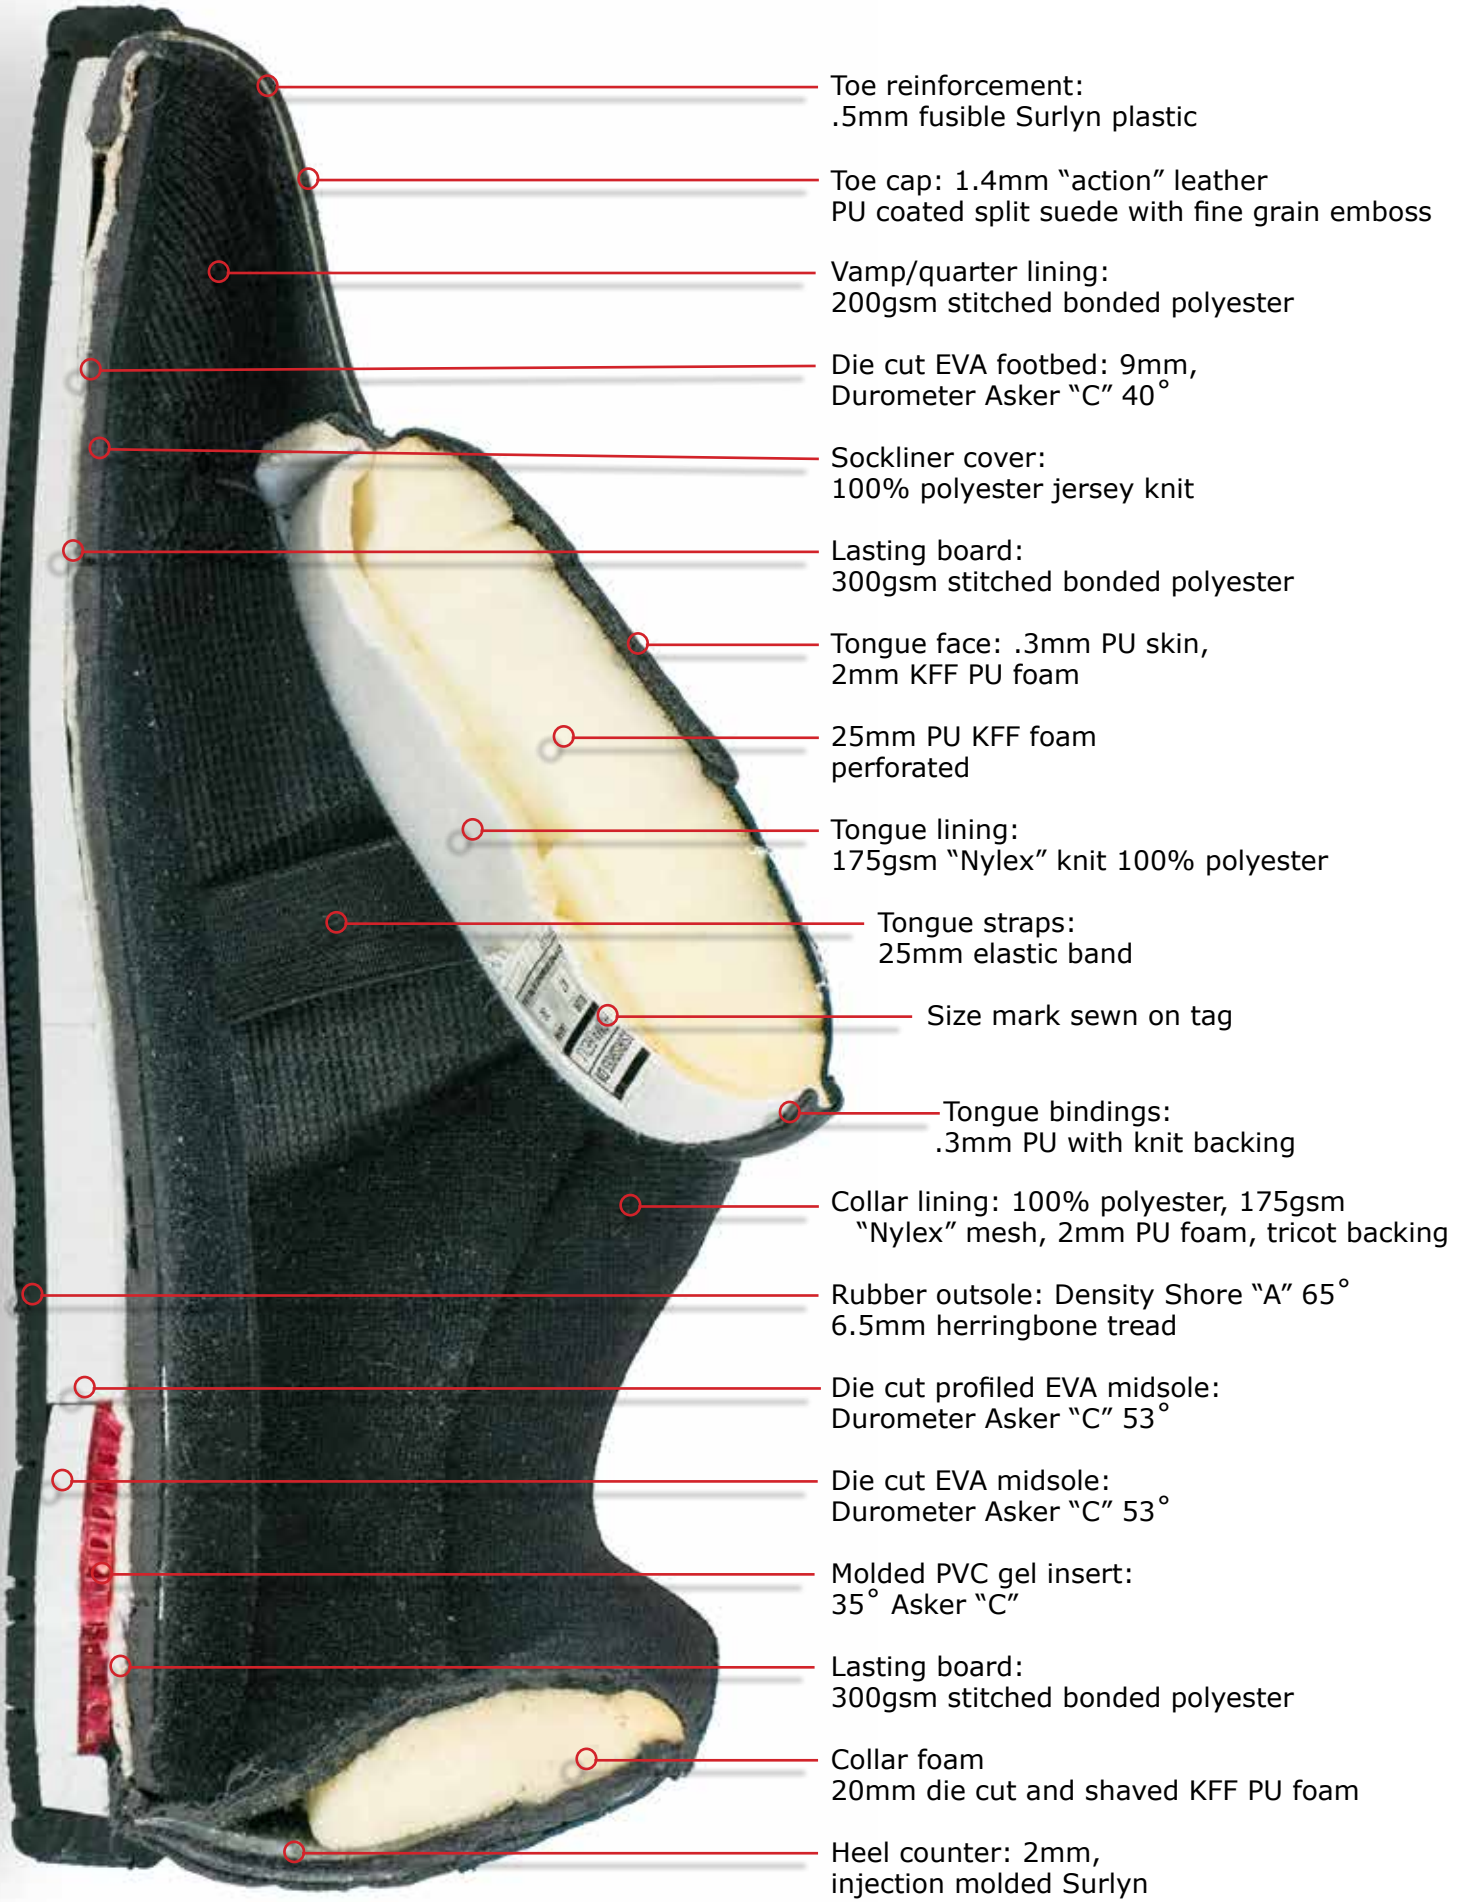 Toe reinforcement:
.5mm fusible Surlyn plastic
Toe cap: 1.4mm “action” leather
PU coated split suede with fine grain emboss
Vamp/quarter lining:
200gsm stitched bonded polyester
Die cut EVA footbed: 9mm,
Durometer Asker “C” 40˚
Sockliner cover:
100% polyester jersey knit
Lasting board:
300gsm stitched bonded polyester
Tongue face: .3mm PU skin,
2mm KFF PU foam
25mm PU KFF foam
perforated
Tongue lining:
175gsm “Nylex” knit 100% polyester
Tongue straps:
25mm elastic band
Size mark sewn on tag
Tongue bindings:
.3mm PU with knit backing
Collar lining: 100% polyester, 175gsm
“Nylex” mesh, 2mm PU foam, tricot backing
Rubber outsole: Density Shore “A” 65˚
6.5mm herringbone tread
Die cut profiled EVA midsole:
Durometer Asker “C” 53˚
Die cut EVA midsole:
Durometer Asker “C” 53˚
Molded PVC gel insert:
35˚ Asker “C”
Lasting board:
300gsm stitched bonded polyester
Collar foam
20mm die cut and shaved KFF PU foam
Heel counter: 2mm,
injection molded Surlyn